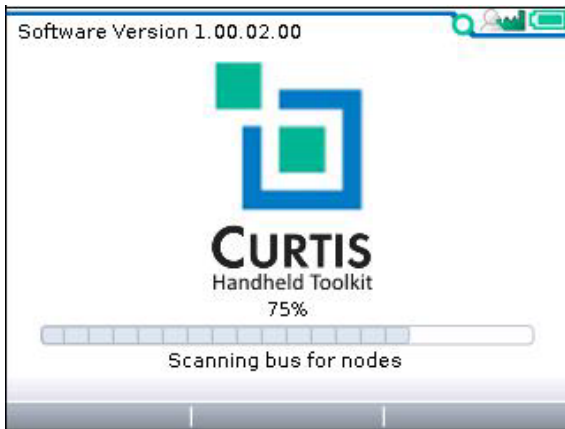 Software Version 1.00.02.00
CURTIS
Handheld Toolkit
75%
Scanning bus for nodes